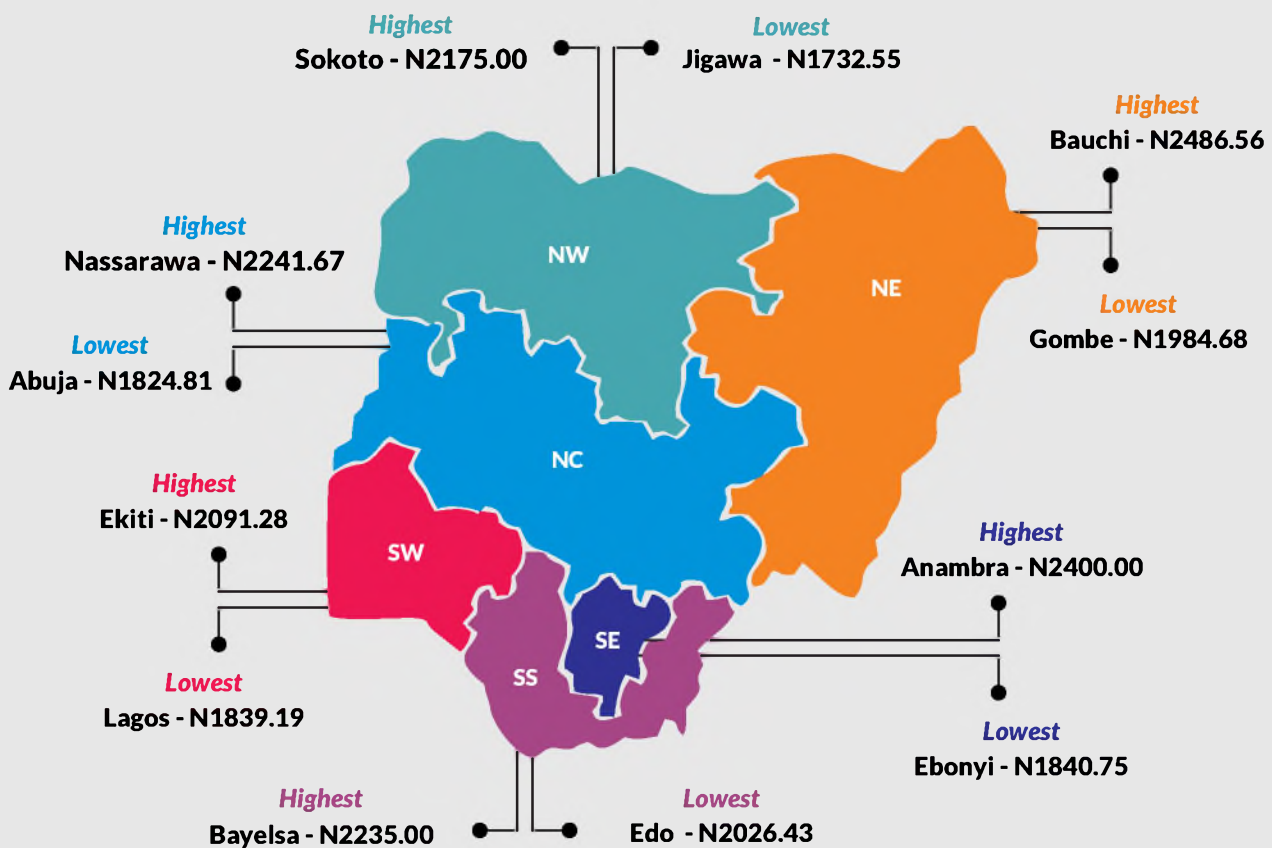 Highest
Sokoto - N2175.00
Lowest
Jigawa - N1732.55
Highest
Bauchi - N2486.56
Lowest
Gombe - N1984.68
Highest
Nassarawa - N2241.67
Lowest
Abuja - N1824.81
NW
NE
NC
Highest
Ekiti - N2091.28
Lowest
Lagos - N1839.19
SW
SE
SS
Highest
Anambra - N2400.00
Lowest
Ebonyi - N1840.75
Highest
Bayelsa - N2235.00
Lowest
Edo - N2026.43